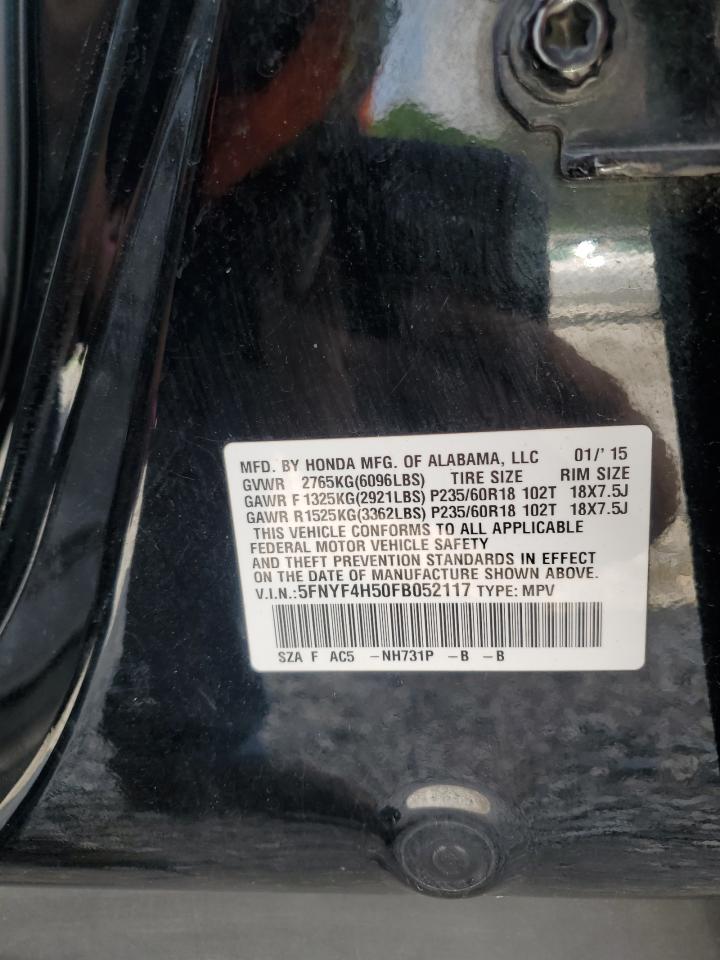 MFD. BY HONDA MFG. OF ALABAMA, LLC 01/' 15
GVWR 2765KG(6096LBS) TIRE SIZE RIM SIZE
GAWR F 1325KG(2921LBS) P235/60R18 102T 18X7.5J
GAWR R1525KG(3362LBS) P235/60R18 102T 18X7.5J
THIS VEHICLE CONFORMS TO ALL APPLICABLE
FEDERAL MOTOR VEHICLE SAFETY
AND THEFT PREVENTION STANDARDS IN EFFECT
ON THE DATE OF MANUFACTURE SHOWN ABOVE.
V.I.N.:5FNYF4H50FB052117 TYPE: MPV
SZA F AC5 -NH731P -B -B